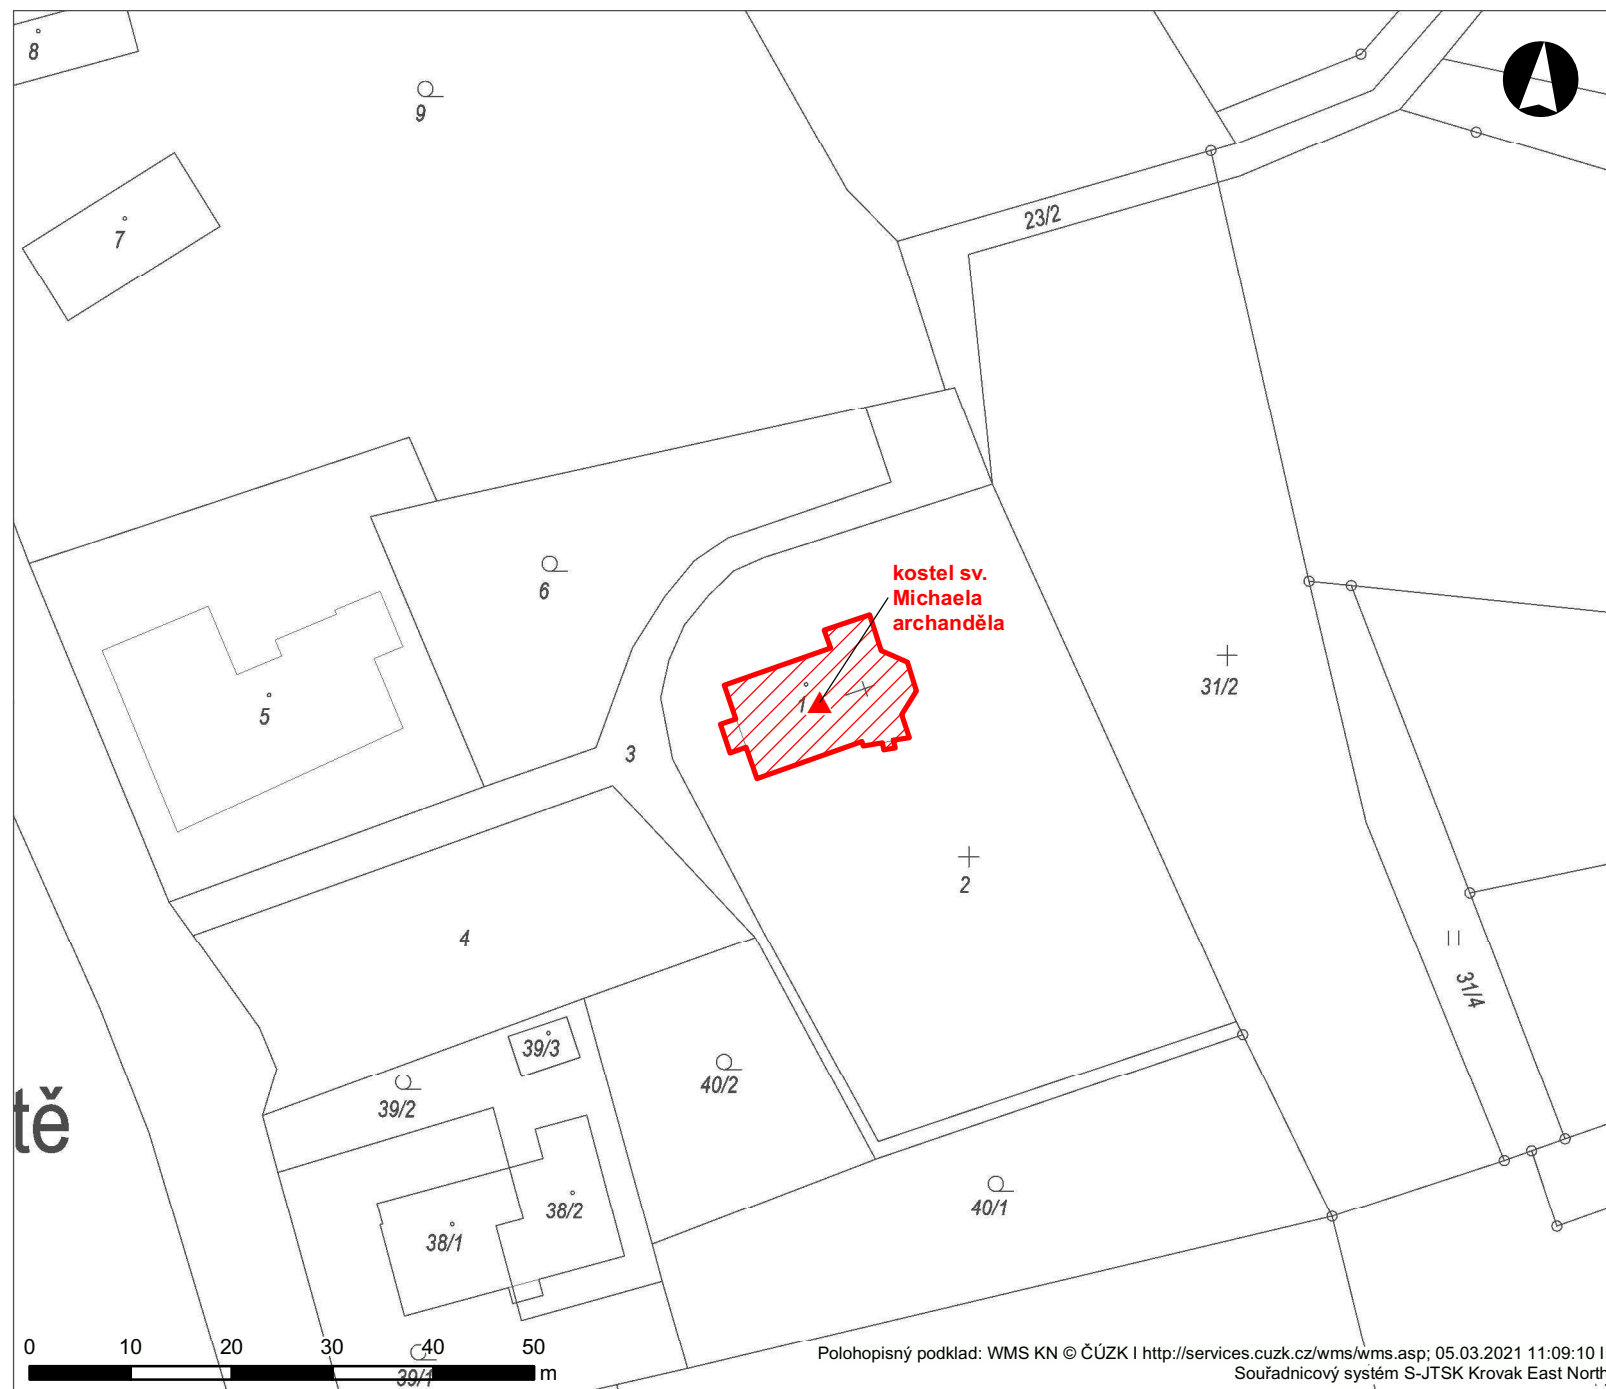 8
9
7
23/2
kostel sv.
Michaela
archanděla
6
31/2
1
5
3
2
4
31/4
39/3
40/2
39/2
tě
40/1
38/2
38/1
0 10 20 30 40 50
m
39/1
Polohopisný podklad: WMS KN © ČÚZK I http://services.cuzk.cz/wms/wms.asp; 05.03.2021 11:09:10 I
Souřadnicový systém S-JTSK Krovak East North